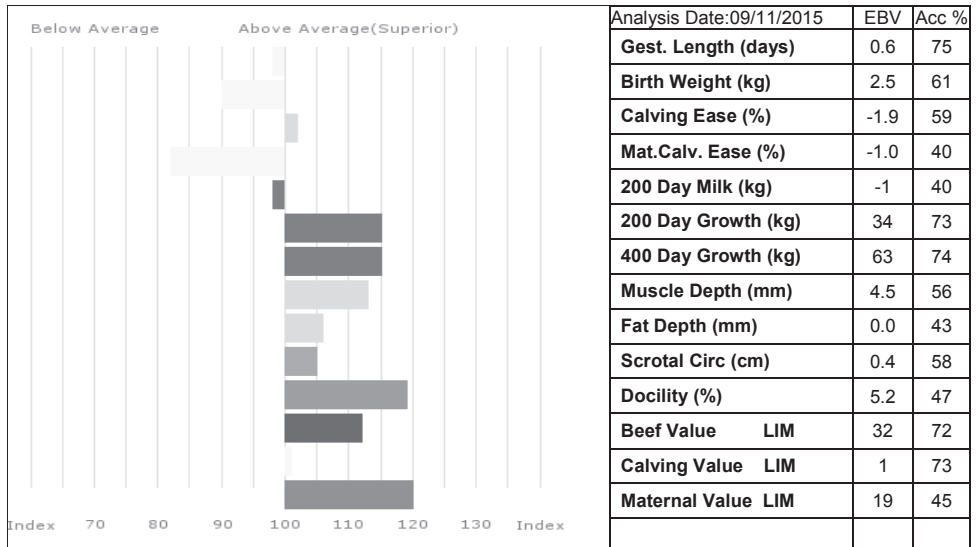 Below Average Above Average(Superior)
Index 70 80 90 100 110 120 130 Index
Analysis Date:09/11/2015 EBV Acc %
Gest. Length (days) 0.6 75
Birth Weight (kg) 2.5 61
Calving Ease (%) -1.9 59
Mat.Calv. Ease (%) -1.0 40
200 Day Milk (kg) -1 40
200 Day Growth (kg) 34 73
400 Day Growth (kg) 63 74
Muscle Depth (mm) 4.5 56
Fat Depth (mm) 0.0 43
Scrotal Circ (cm) 0.4 58
Docility (%) 5.2 47
Beef Value LIM 32 72
Calving Value LIM 1 73
Maternal Value LIM 19 45